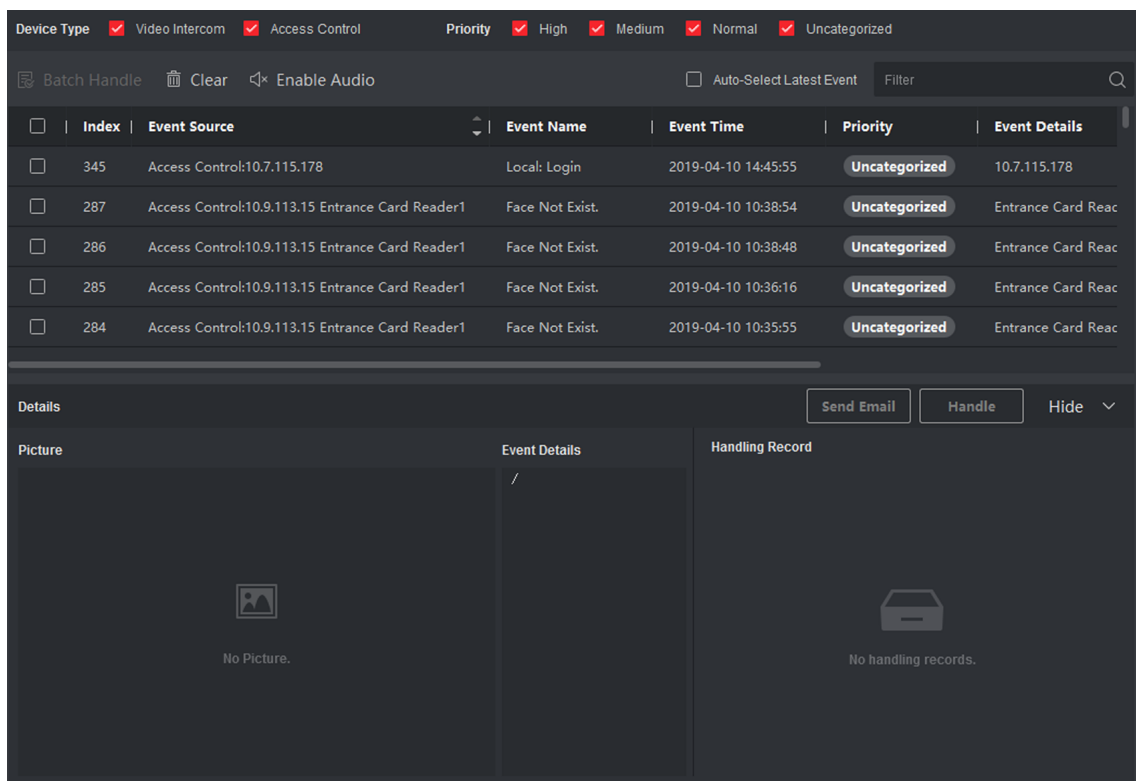 Device Type Video Intercom Access Control Priority High Medium Normal Uncategorized
Batch Handle Clear Enable Audio Auto-Select Latest Event Filter
Index Event Source Event Name Event Time Priority Event Details
345 Access Control:10.7.115.178 Local: Login 2019-04-10 14:45:55 Uncategorized 10.7.115.178
287 Access Control:10.9.113.15 Entrance Card Reader1 Face Not Exist. 2019-04-10 10:38:54 Uncategorized Entrance Card Reac
286 Access Control:10.9.113.15 Entrance Card Reader1 Face Not Exist. 2019-04-10 10:38:48 Uncategorized Entrance Card Reac
285 Access Control:10.9.113.15 Entrance Card Reader1 Face Not Exist. 2019-04-10 10:36:16 Uncategorized Entrance Card Reac
284 Access Control:10.9.113.15 Entrance Card Reader1 Face Not Exist. 2019-04-10 10:35:55 Uncategorized Entrance Card Reac
Details Send Email Handle Hide
Picture Event Details Handling Record
/
No Picture. No handling records.